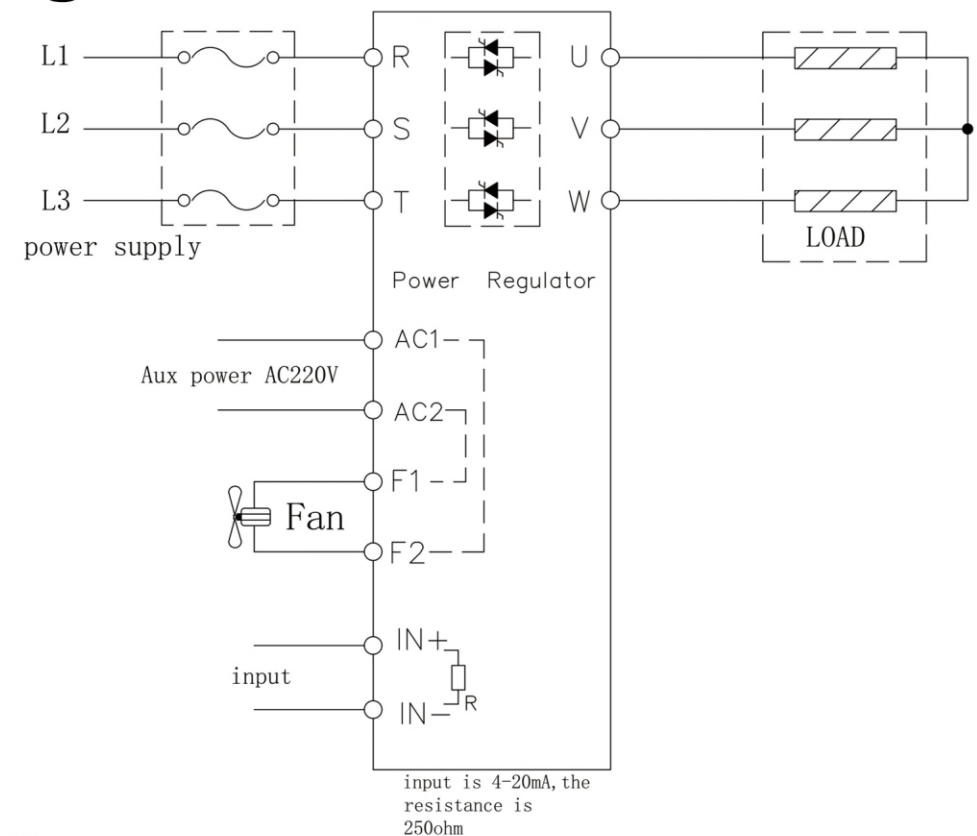 L1 R U
L2 S V
L3 T W
power supply
LOAD
Power Regulator
AC1
Aux power AC220V
AC2
F1
Fan
F2
IN+
input
R
IN-
input is 4-20mA,the
resistance is
250ohm